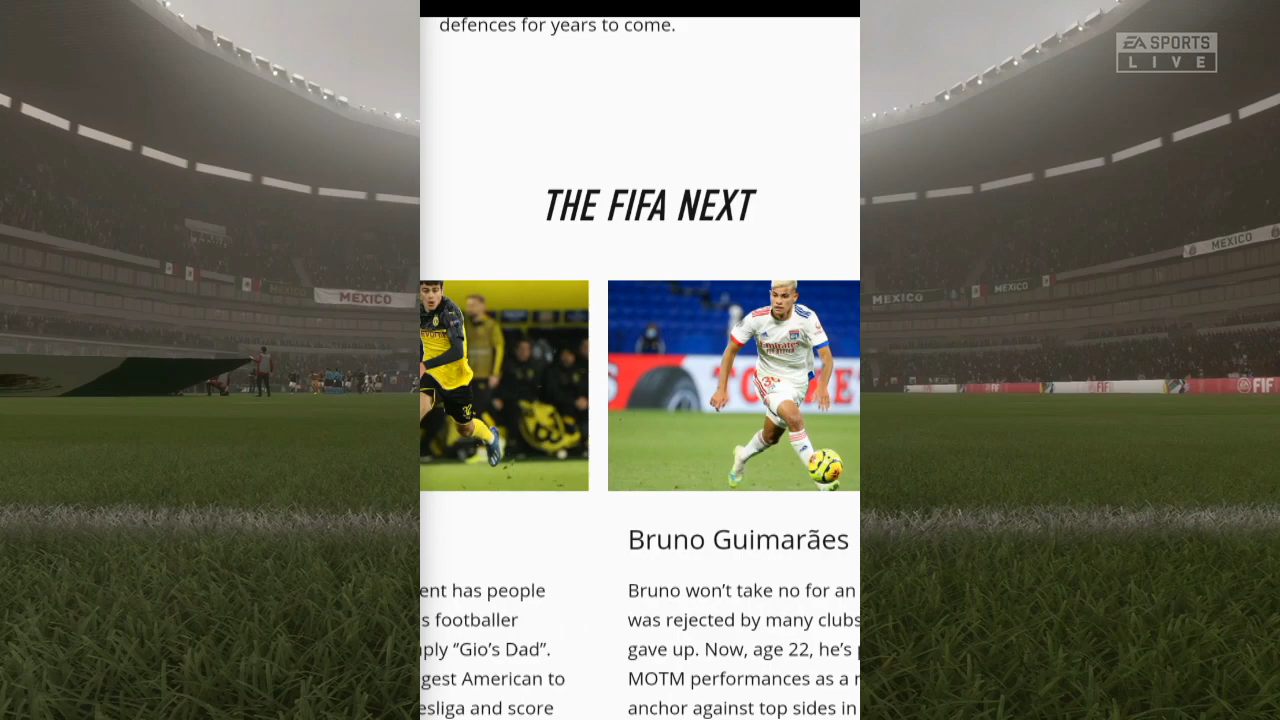 defences for years to come.
EA SPORTS
LIVE
THE FIFA NEXT
MEXICO
MEXICO
MEXICO
MEXICO
FIF
Emirates
Bruno Guimarães
ent has people
s footballer
ply “Gio’s Dad”.
gest American to
esliga and score
Bruno won’t take no for an
was rejected by many clubs
gave up. Now, age 22, he’s
MOTM performances as a
anchor against top sides in